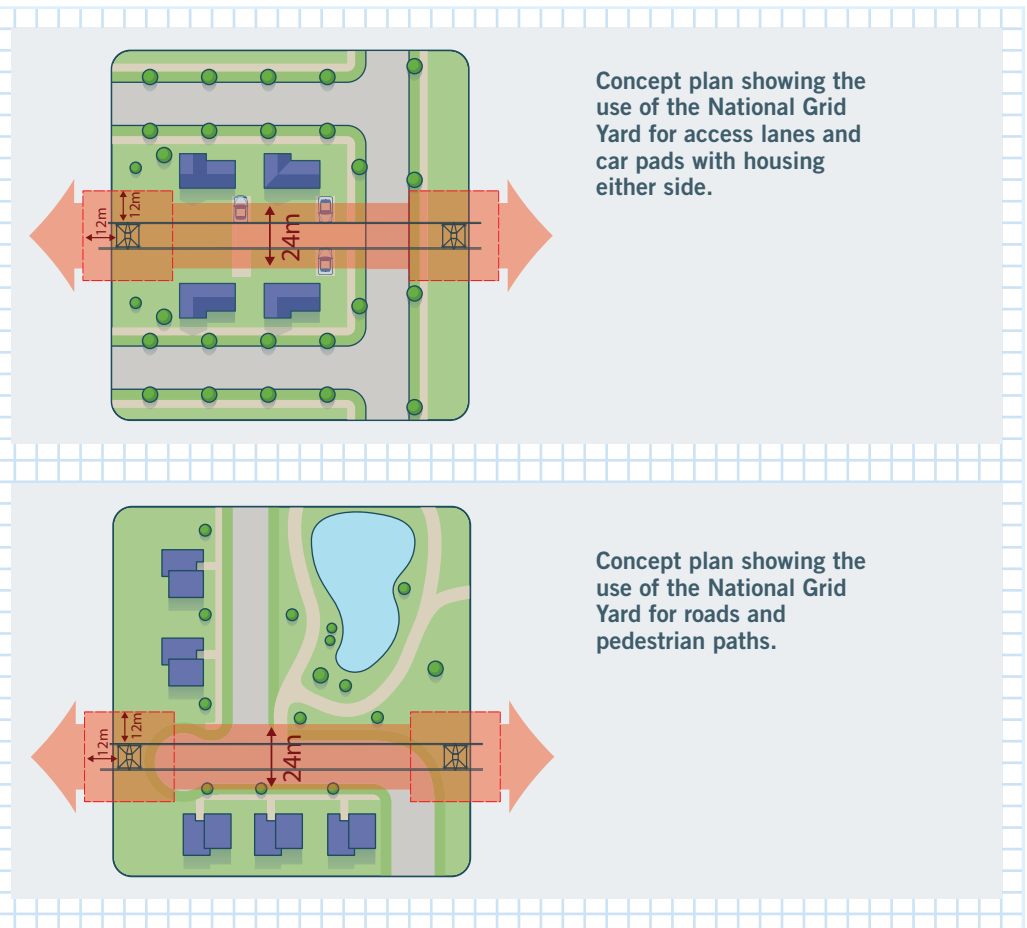 Concept plan showing the
use of the National Grid
Yard for access lanes and
car pads with housing
either side.
12m
12m
24m
Concept plan showing the
use of the National Grid
Yard for roads and
pedestrian paths.
12m
12m
24m